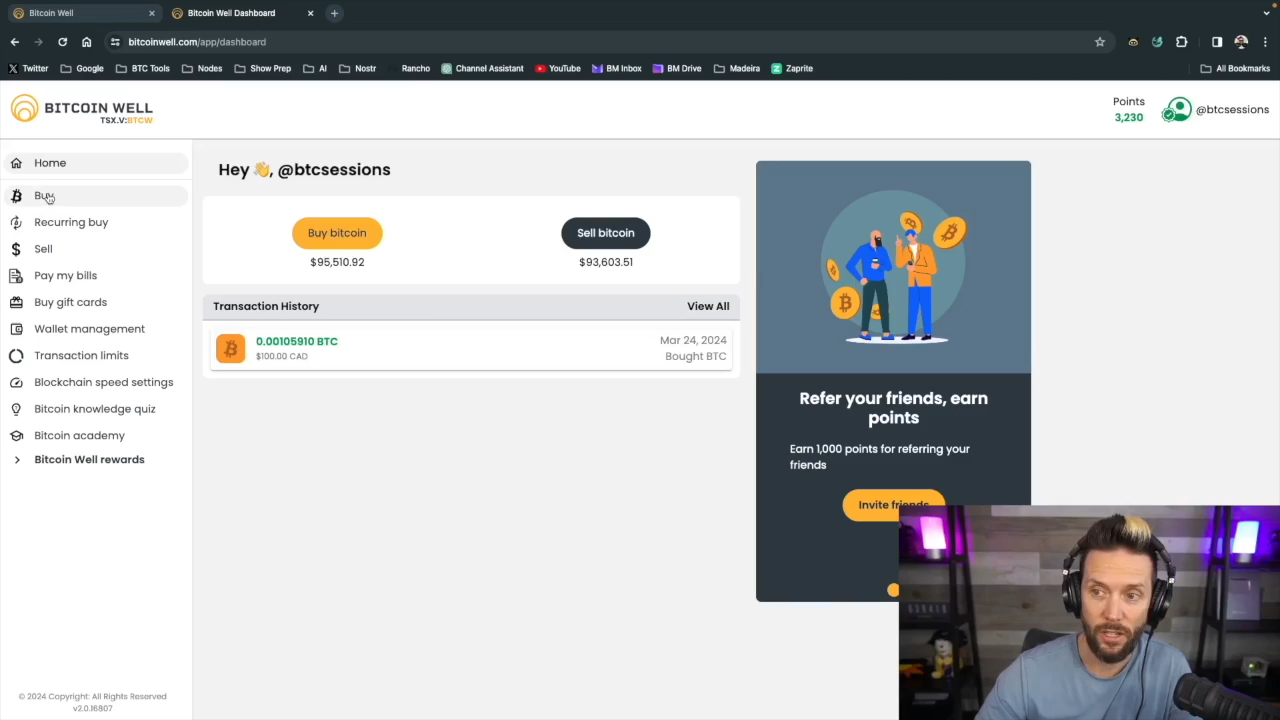 Bitcoin Well
Bitcoin Well Dashboard
bitcoinwell.com/app/dashboard
Twitter
Google
BTC Tools
Nodes
Show Prep
AI
Nostr
Rancho
Channel Assistant
YouTube
BM Inbox
BM Drive
Madeira
Zaprite
All Bookmarks
BITCOIN WELL
TSX.V:BTCW
Points
3,230
@btcsessions
Home
Buy
Recurring buy
Sell
Pay my bills
Buy gift cards
Wallet management
Transaction limits
Blockchain speed settings
Bitcoin knowledge quiz
Bitcoin academy
Bitcoin Well rewards
© 2024 Copyright: All Rights Reserved
v2.0.16807
Hey 👋, @btcsessions
Buy bitcoin
$95,510.92
Sell bitcoin
$93,603.51
Transaction History
View All
0.00105910 BTC
$100.00 CAD
Mar 24, 2024
Bought BTC
Refer your friends, earn
points
Earn 1,000 points for referring your
friends
Invite friends